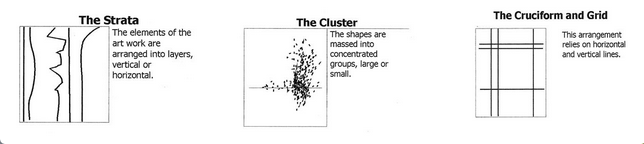 The Strata
The elements of the
art work are
arranged into layers,
vertical or
horizontal.
The Cluster
The shapes are
massed into
concentrated
groups, large or
small.
The Cruciform and Grid
This arrangement
relies on horizontal
and vertical lines.